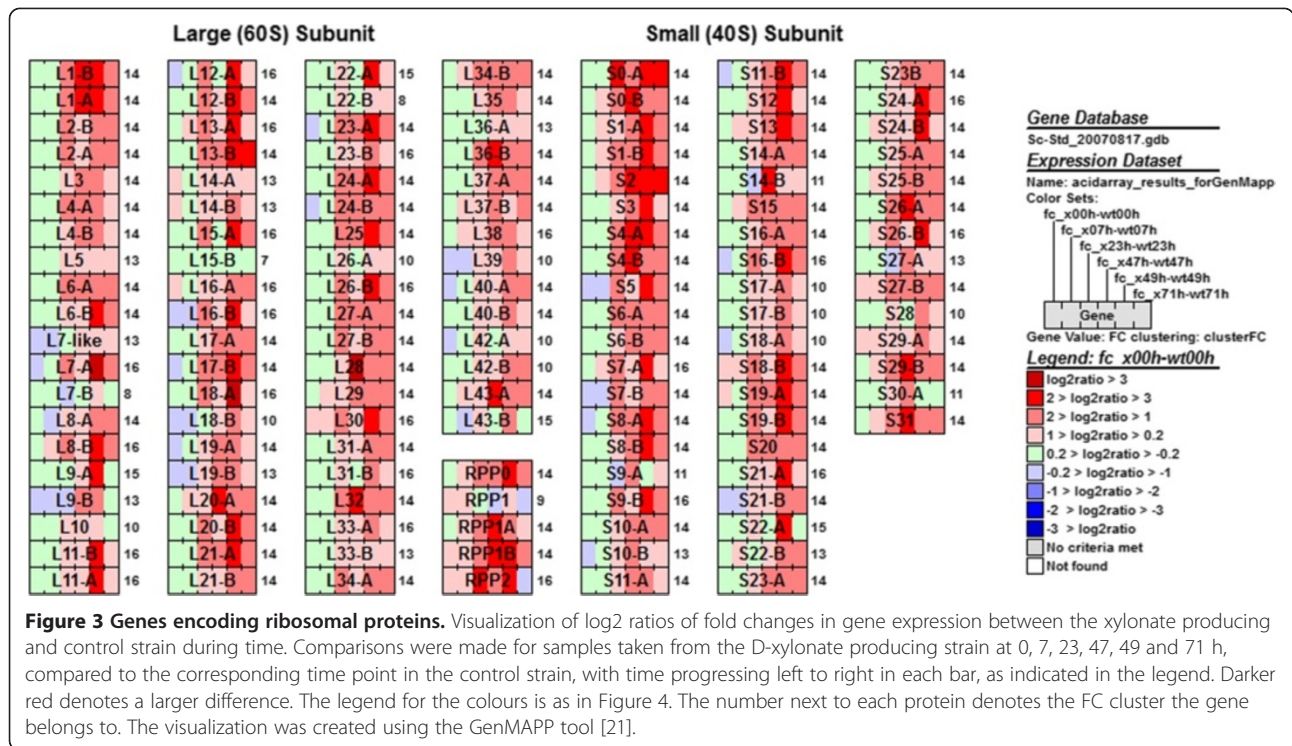 Large (60S) Subunit
Small (40S) Subunit
L1-B 14
L1-A 14
L2-B 14
L2-A 14
L3 14
L4-A 14
L4-B 14
L5 13
L6-A 14
L6-B 14
L7-like 13
L7-A 16
L7-B 8
L8-A 14
L8-B 16
L9-A 15
L9-B 13
L10 10
L11-B 16
L11-A 16
L12-A 16
L12-B 14
L13-A 16
L13-B 14
L14-A 13
L14-B 13
L15-A 16
L15-B 7
L16-A 16
L16-B 16
L17-A 14
L17-B 14
L18-A 16
L18-B 10
L19-A 14
L19-B 13
L20-A 14
L20-B 14
L21-A 14
L21-B 14
L22-A 15
L22-B 8
L23-A 14
L23-B 16
L24-A 14
L24-B 14
L25 14
L26-A 10
L26-B 16
L27-A 14
L27-B 14
L28 14
L29 14
L30 16
L31-A 14
L31-B 16
L32 14
L33-A 16
L33-B 13
L34-A 14
L34-B 14
L35 14
L36-A 13
L36-B 14
L37-A 14
L37-B 14
L38 16
L39 10
L40-A 14
L40-B 14
L42-A 10
L42-B 10
L43-A 14
L43-B 15
RPP0 14
RPP1 9
RPP1A 14
RPP1B 14
RPP2 16
S0-A 14
S0-B 14
S1-A 14
S1-B 14
S2 14
S3 14
S4-A 14
S4-B 14
S5 14
S6-A 14
S6-B 14
S7-A 16
S7-B 14
S8-A 14
S8-B 14
S9-A 11
S9-B 16
S10-A 14
S10-B 13
S11-A 14
S11-B 14
S12 14
S13 14
S14-A 14
S14-B 11
S15 14
S16-A 14
S16-B 16
S17-A 10
S17-B 10
S18-A 10
S18-B 14
S19-A 14
S19-B 14
S20 14
S21-A 16
S21-B 14
S22-A 15
S22-B 13
S23-A 14
S23B 14
S24-A 16
S24-B 14
S25-A 14
S25-B 14
S26-A 14
S26-B 16
S27-A 13
S27-B 14
S28 10
S29-A 14
S29-B 14
S30-A 11
S31 14
Gene Database
Sc-Std_20070817.gdb
Expression Dataset
Name: acidarray_results_forGenMapp
Color Sets:
fc_x00h-wt00h
fc_x07h-wt07h
fc_x23h-wt23h
fc_x47h-wt47h
fc_x49h-wt49h
fc_x71h-wt71h
Gene
Gene Value: FC clustering: clusterFC
Legend: fc_x00h-wt00h
log2ratio > 3
2 > log2ratio > 3
2 > log2ratio > 1
1 > log2ratio > 0.2
0.2 > log2ratio > -0.2
-0.2 > log2ratio > -1
-1 > log2ratio > -2
-2 > log2ratio > -3
-3 > log2ratio
No criteria met
Not found
Figure 3 Genes encoding ribosomal proteins. Visualization of log2 ratios of fold changes in gene expression between the xylonate producing
and control strain during time. Comparisons were made for samples taken from the D-xylonate producing strain at 0, 7, 23, 47, 49 and 71 h,
compared to the corresponding time point in the control strain, with time progressing left to right in each bar, as indicated in the legend. Darker
red denotes a larger difference. The legend for the colours is as in Figure 4. The number next to each protein denotes the FC cluster the gene
belongs to. The visualization was created using the GenMAPP tool [21].